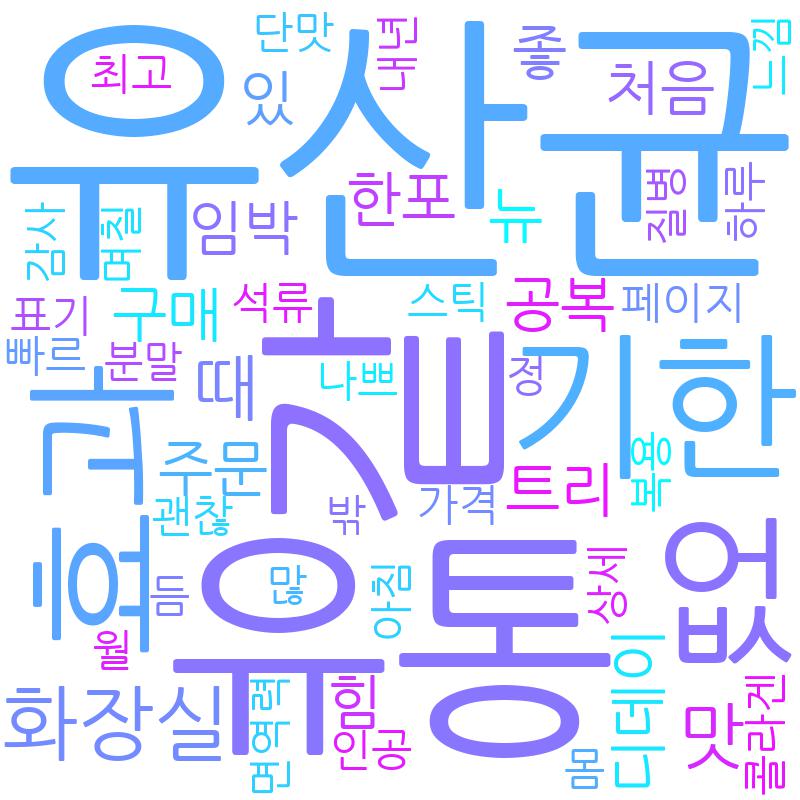 유산균
최고
단맛
내년
있
좋
느낌
처음
감사
며칠
임박
한포
뉴
질병
하루
표기
구매
석류
스틱
공복
페이지
빠르
분말
때
나쁘
정
기한
같
효과
주문
괜찮
밖
가격
트리
복용
유통
없
듬
많
아침
상세
월
화장실
면역력
힘
인공
몸
디데이
맛
콜라겐